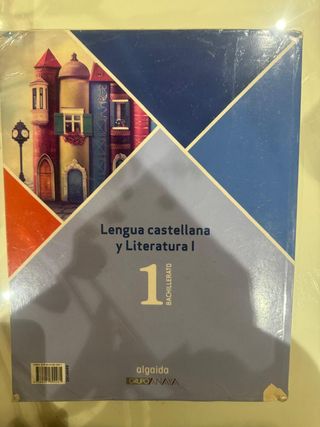 Lengua castellana
y Literatura I
1
BACHILLERATO
algaida
GRUPO ANAYA